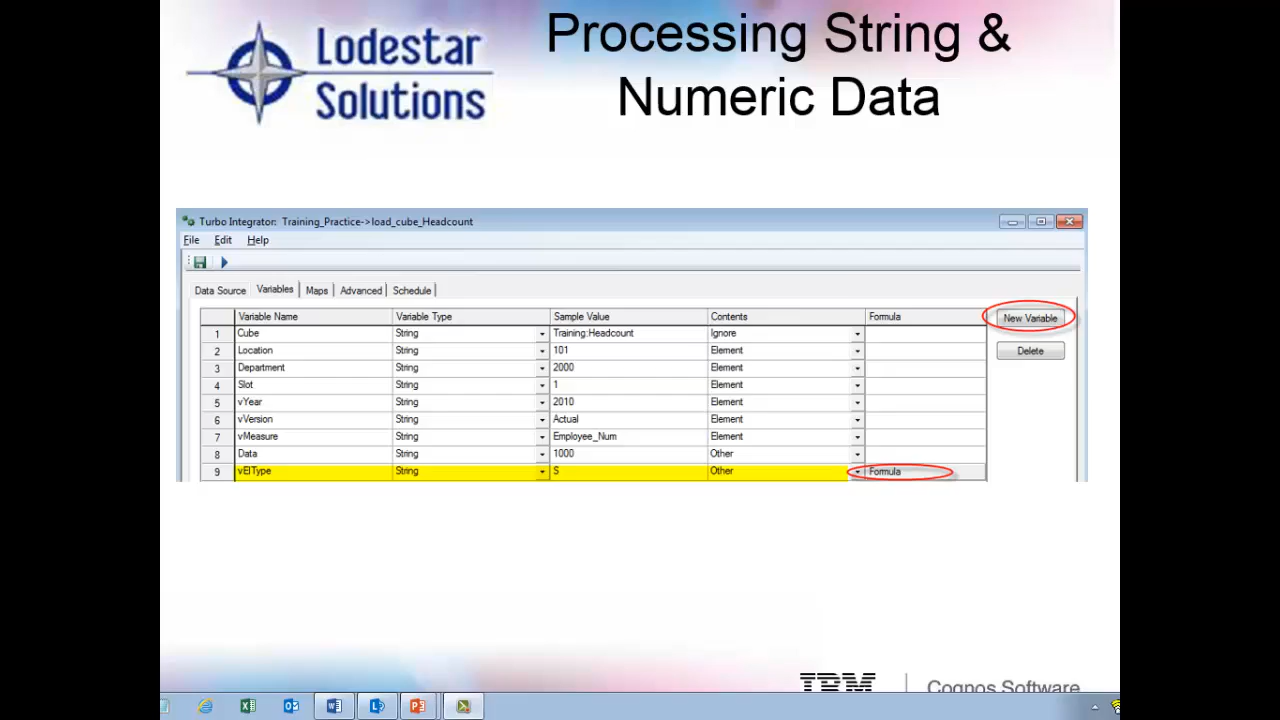 Lodestar
Solutions
Processing String &
Numeric Data
Turbo Integrator: Training_Practice->load_cube_Headcount
File Edit Help
Data Source Variables Maps Advanced Schedule
Variable Name Variable Type Sample Value Contents Formula
1 Cube String Training:Headcount Ignore
2 Location String 101 Element
3 Department String 2000 Element
4 Slot String 1 Element
5 vYear String 2010 Element
6 vVersion String Actual Element
7 vMeasure String Employee_Num Element
8 Data String 1000 Other
9 vElType String S Other Formula
New Variable
Delete
IBM Cognos Software